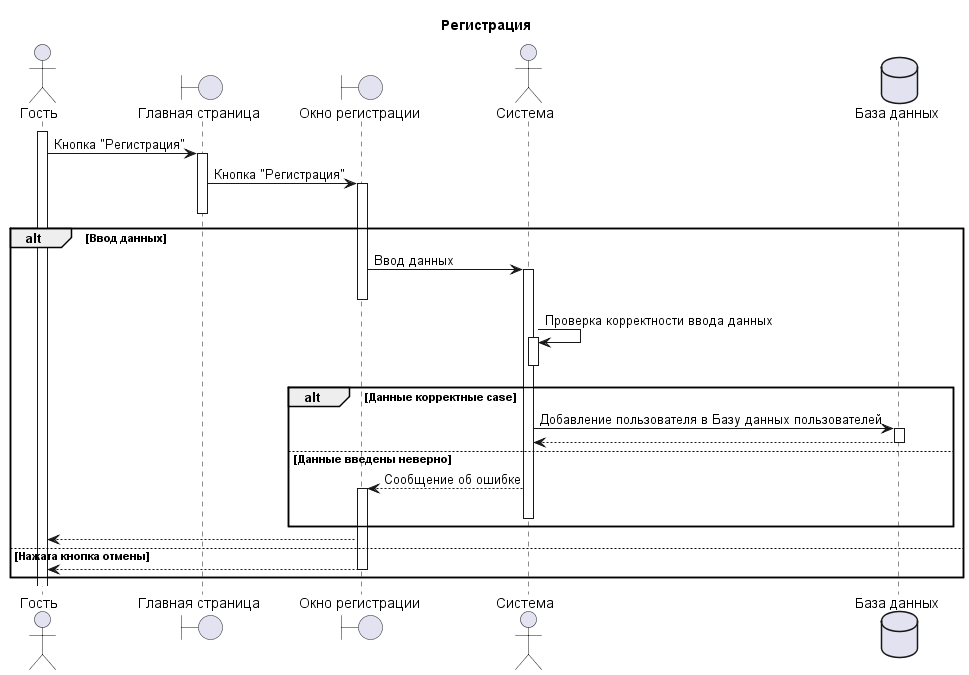 Регистрация
Гость
Главная страница
Окно регистрации
Система
База данных
Кнопка "Регистрация"
Кнопка "Регистрация"
alt [Ввод данных]
Ввод данных
Проверка корректности ввода данных
alt [Данные корректные case]
Добавление пользователя в Базу данных пользователей
[Данные введены неверно]
Сообщение об ошибке
[Нажата кнопка отмены]
Гость
Главная страница
Окно регистрации
Система
База данных